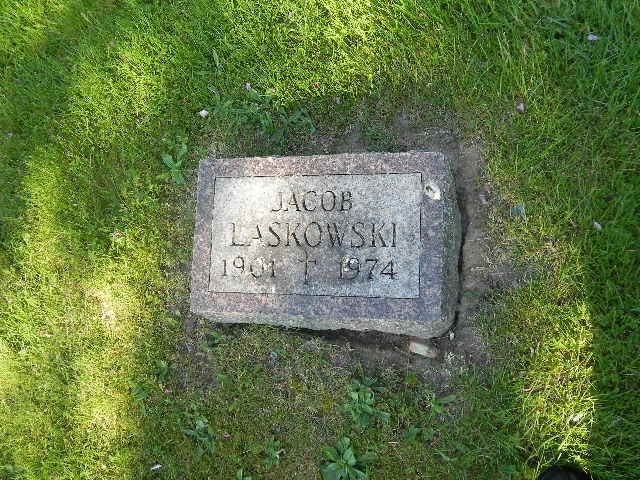 JACOB
LASKOWSKI
1901 † 1974